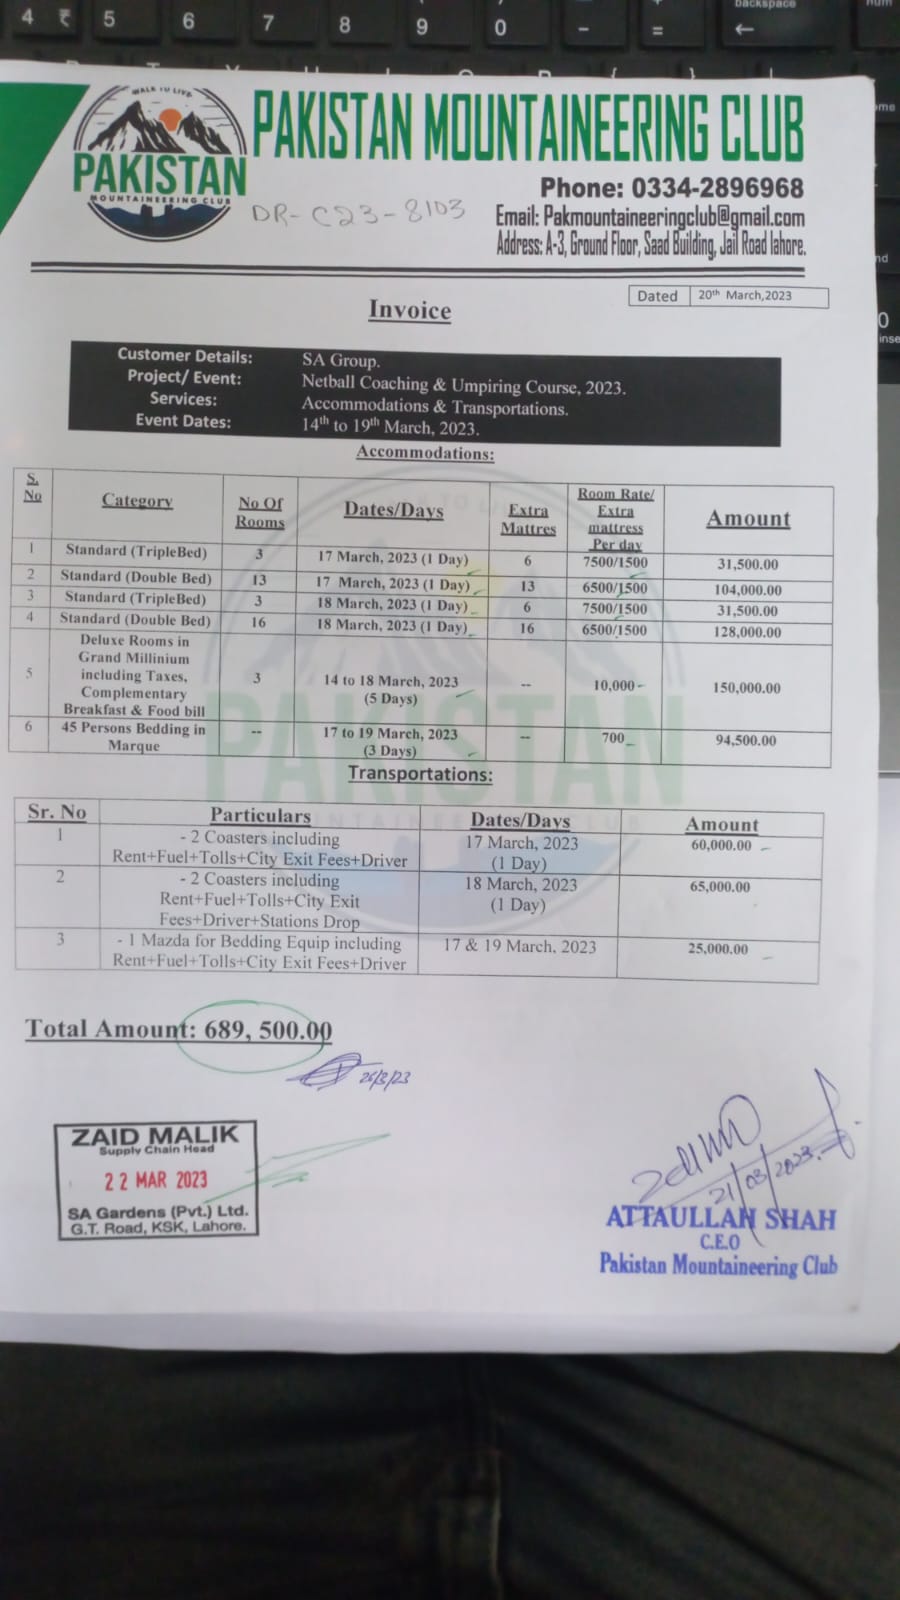 4 ₹ 5 6 7 8 9 0 - = backspace
WALK TO LIVE
PAKISTAN
MOUNTAINEERING CLUB
PAKISTAN MOUNTAINEERING CLUB
Phone: 0334-2896968
DR-C23-8103
Email: Pakmountaineeringclub@gmail.com
Address: A-3, Ground Floor, Saad Building, Jail Road lahore.
Dated 20th March,2023
Invoice
Customer Details: SA Group.
Project/ Event: Netball Coaching & Umpiring Course, 2023.
Services: Accommodations & Transportations.
Event Dates: 14th to 19th March, 2023.
Accommodations:
S. No Category No Of Rooms Dates/Days Extra Mattres Room Rate/ Extra mattress Per day Amount
1 Standard (TripleBed) 3 17 March, 2023 (1 Day) 6 7500/1500 31,500.00
2 Standard (Double Bed) 13 17 March, 2023 (1 Day) 13 6500/1500 104,000.00
3 Standard (TripleBed) 3 18 March, 2023 (1 Day) 6 7500/1500 31,500.00
4 Standard (Double Bed) 16 18 March, 2023 (1 Day) 16 6500/1500 128,000.00
5 Deluxe Rooms in Grand Millinium including Taxes, Complementary Breakfast & Food bill 3 14 to 18 March, 2023 (5 Days) -- 10,000 150,000.00
6 45 Persons Bedding in Marque -- 17 to 19 March, 2023 (3 Days) -- 700 94,500.00
Transportations:
Sr. No Particulars Dates/Days Amount
1 - 2 Coasters including Rent+Fuel+Tolls+City Exit Fees+Driver 17 March, 2023 (1 Day) 60,000.00
2 - 2 Coasters including Rent+Fuel+Tolls+City Exit Fees+Driver+Stations Drop 18 March, 2023 (1 Day) 65,000.00
3 - 1 Mazda for Bedding Equip including Rent+Fuel+Tolls+City Exit Fees+Driver 17 & 19 March, 2023 25,000.00
Total Amount: 689, 500.00
ZAID MALIK
Supply Chain Head
22 MAR 2023
SA Gardens (Pvt.) Ltd.
G.T. Road, KSK, Lahore.
21/03/2023
ATTAULLAH SHAH
C.E.O
Pakistan Mountaineering Club